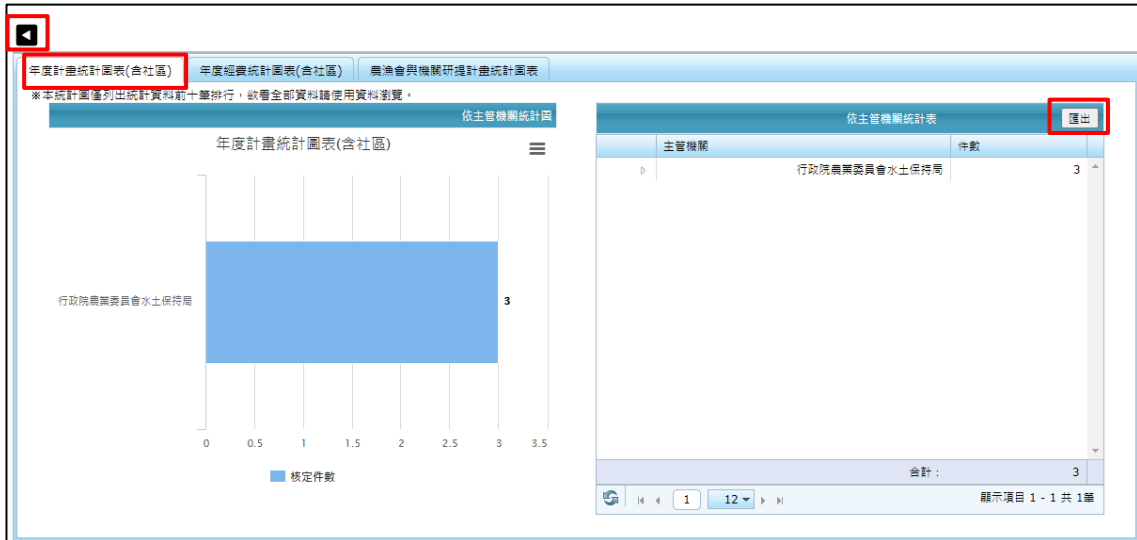 年度計畫統計圖表(含社區)
年度經費統計圖表(含社區)
農漁會與機關研提計畫統計圖表
※本統計圖僅列出統計資料前十筆排行，欲看全部資料請使用資料瀏覽。
依主管機關統計圖
年度計畫統計圖表(含社區)
行政院農業委員會水土保持局
3
0 0.5 1 1.5 2 2.5 3 3.5
核定件數
依主管機關統計表
匯出
主管機關 件數
行政院農業委員會水土保持局 3
合計： 3
1 12 顯示項目 1 - 1 共 1筆